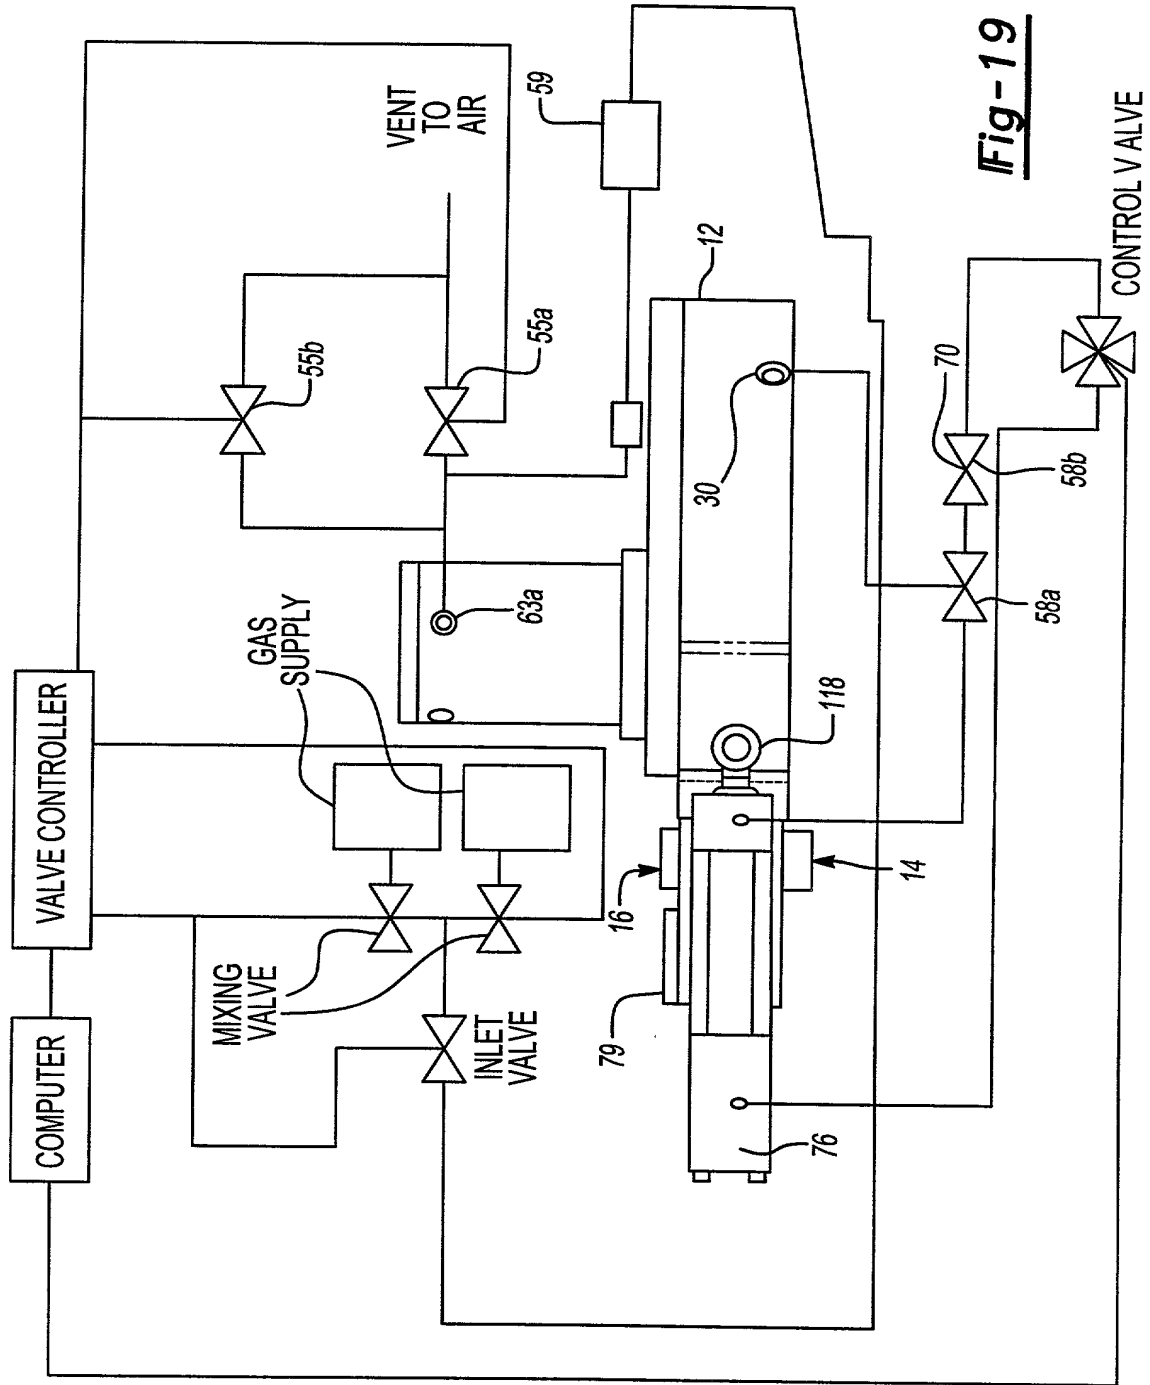 COMPUTER
VALVE CONTROLLER
MIXING
VALVE
GAS
SUPPLY
INLET
VALVE
VENT
TO
AIR
55b
55a
59
63a
12
30
118
16
14
79
76
70
58b
58a
CONTROL VALVE
Fig-19